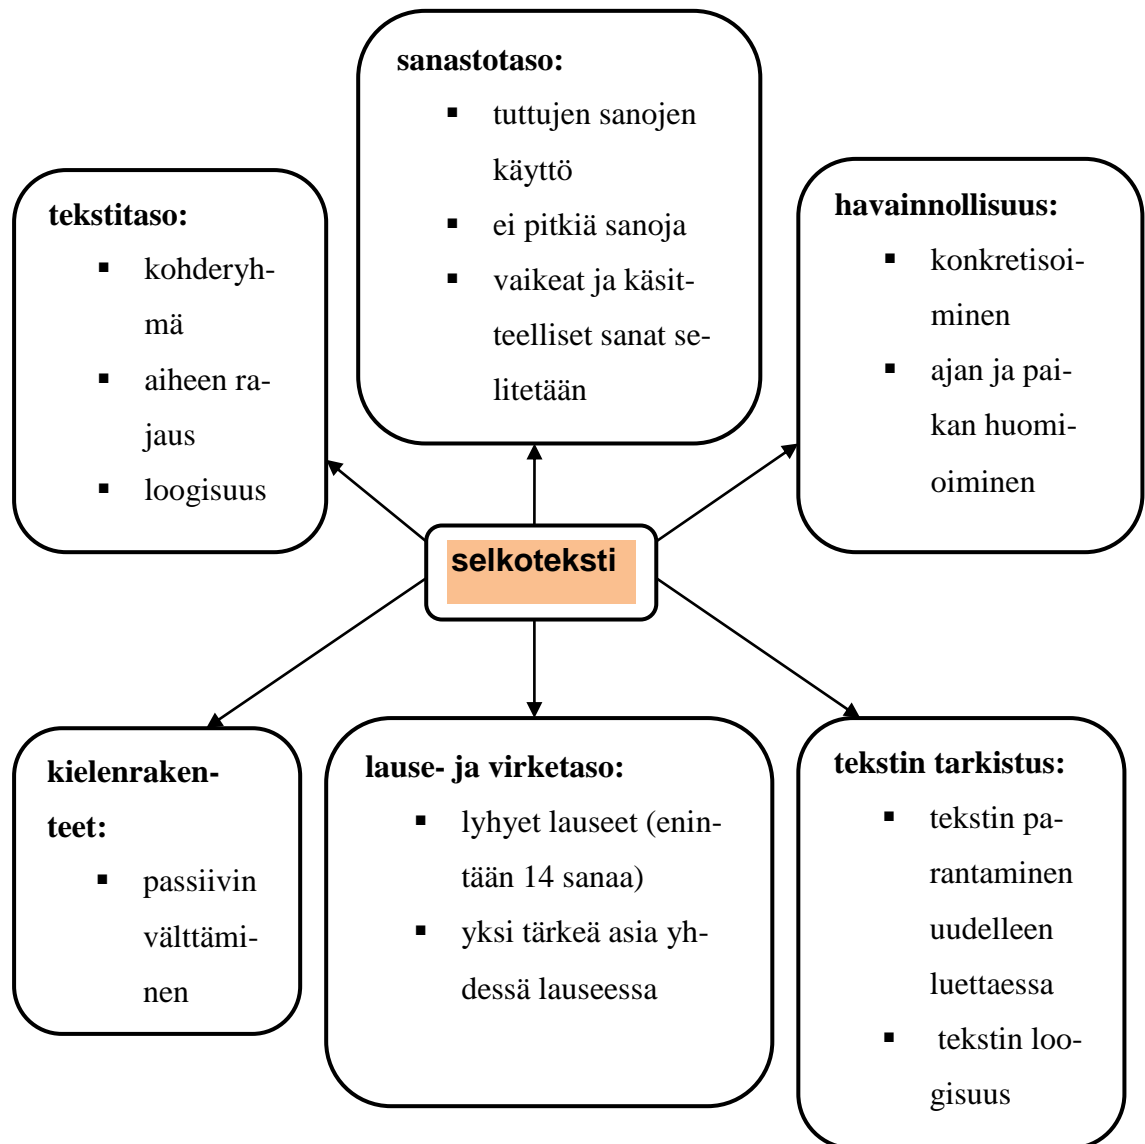 sanastotaso:
▪ tuttujen sanojen
käyttö
▪ ei pitkiä sanoja
▪ vaikeat ja käsit-
teelliset sanat se-
litetään
tekstitaso:
▪ kohderyh-
mä
▪ aiheen ra-
jaus
▪ loogisuus
havainnollisuus:
▪ konkretisoi-
minen
▪ ajan ja pai-
kan huomi-
oiminen
selkoteksti
kielenraken-
teet:
▪ passiivin
välttämi-
nen
lause- ja virketaso:
▪ lyhyet lauseet (enin-
tään 14 sanaa)
▪ yksi tärkeä asia yh-
dessä lauseessa
tekstin tarkistus:
▪ tekstin pa-
rantaminen
uudelleen
luettaessa
▪ tekstin loo-
gisuus